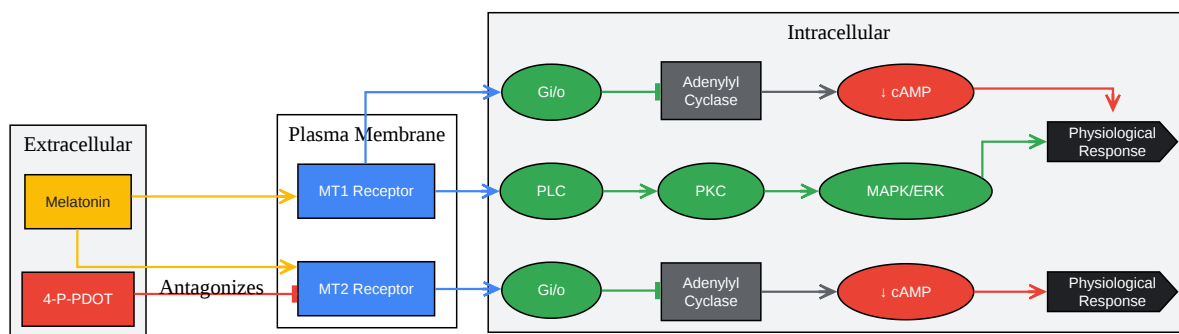 Intracellular
Gi/o
Adenylyl
Cyclase
↓ cAMP
Extracellular
Plasma Membrane
Physiological
Response
Melatonin
MT1 Receptor
PLC
PKC
MAPK/ERK
4-P-PDOT
Antagonizes
MT2 Receptor
Gi/o
Adenylyl
Cyclase
↓ cAMP
Physiological
Response